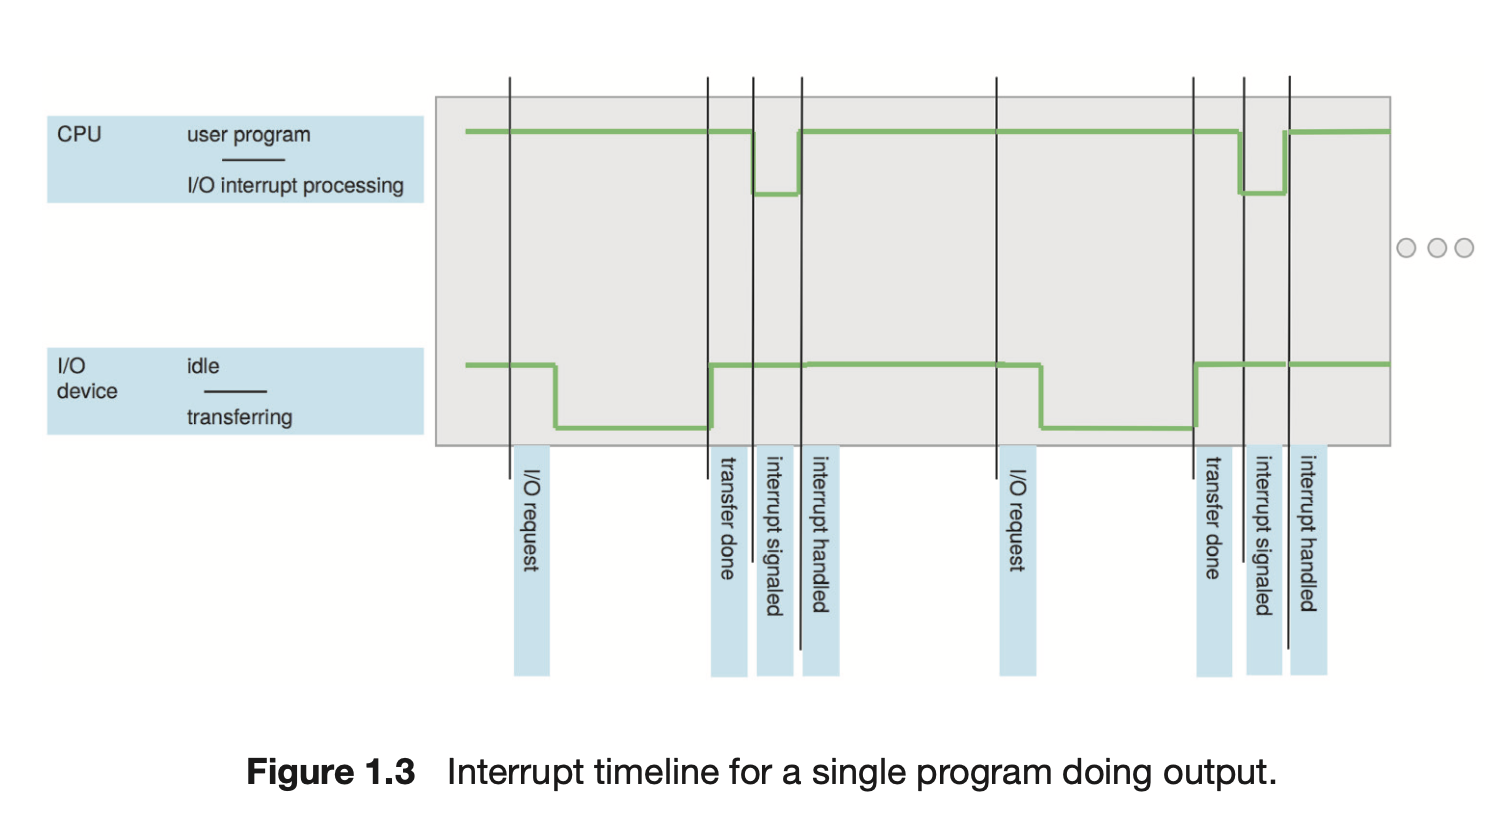 CPU
user program
I/O interrupt processing
I/O
device
idle
transferring
I/O request
transfer done
interrupt signaled
interrupt handled
I/O request
transfer done
interrupt signaled
interrupt handled
Figure 1.3 Interrupt timeline for a single program doing output.